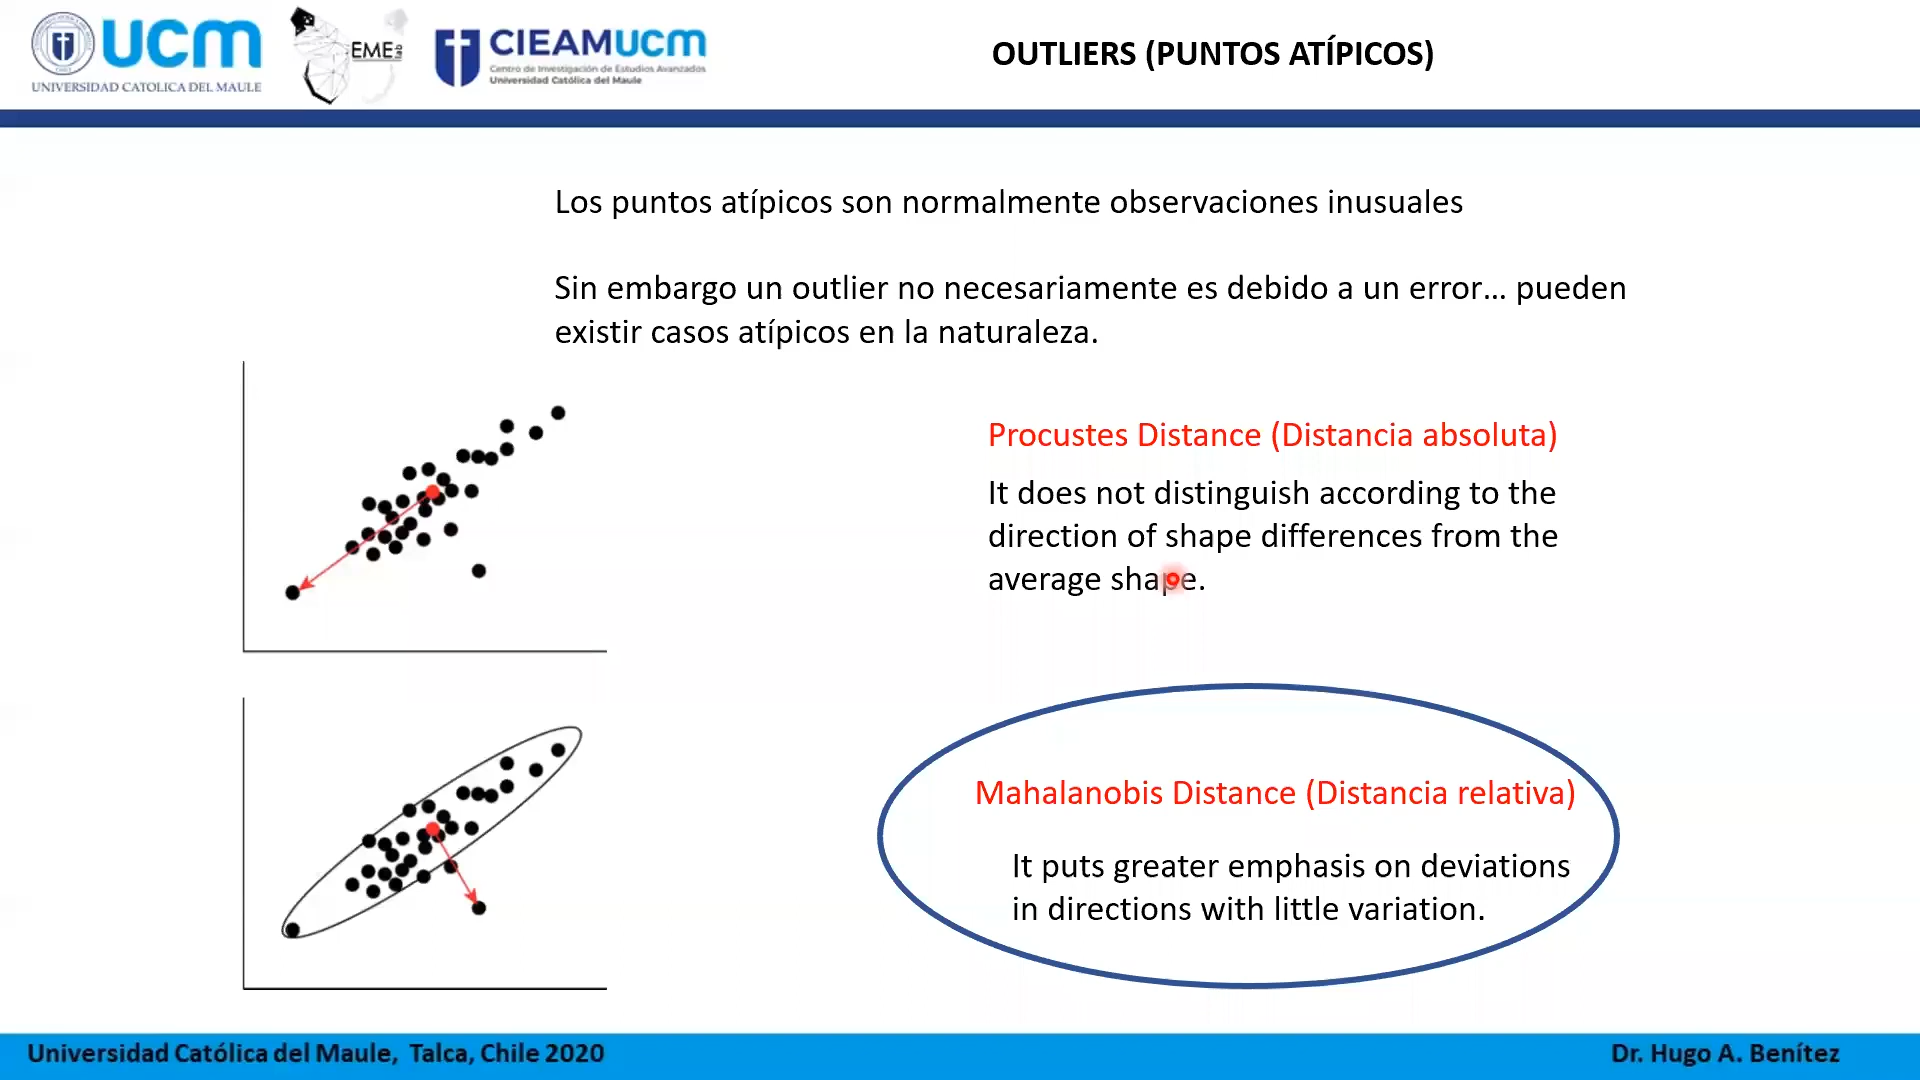 ucm
UNIVERSIDAD CATOLICA DEL MAULE
EME lab
CIEAMUCM
Centro de Investigación de Estudios Avanzados
Universidad Católica del Maule
OUTLIERS (PUNTOS ATÍPICOS)
Los puntos atípicos son normalmente observaciones inusuales
Sin embargo un outlier no necesariamente es debido a un error... pueden
existir casos atípicos en la naturaleza.
Procustes Distance (Distancia absoluta)
It does not distinguish according to the
direction of shape differences from the
average shape.
Mahalanobis Distance (Distancia relativa)
It puts greater emphasis on deviations
in directions with little variation.
Universidad Católica del Maule, Talca, Chile 2020
Dr. Hugo A. Benítez